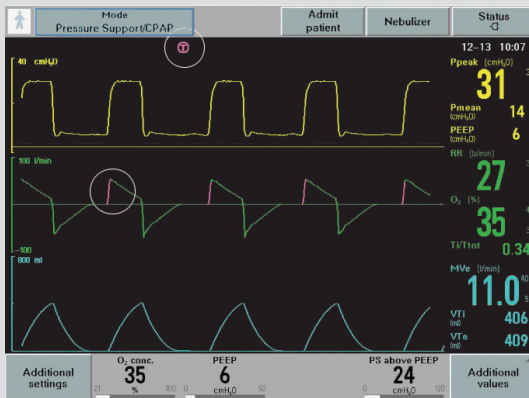 Mode
Pressure Support/CPAP
Admit
patient
Nebulizer
Status
12-13 10:07
40 cmH₂O
Ppeak (cmH₂O)
31
Pmean
(cmH₂O)
14
PEEP
(cmH₂O)
6
100 l/min
RR (b/min)
27
O₂ (%)
35
-100
Ti/Ttot 0.34
800 ml
MVe (l/min)
11.0
40
5
VTi
(ml)
406
VTe
(ml)
409
Additional
settings
O₂ conc.
35
21 % 100
PEEP
6
0 cmH₂O 50
PS above PEEP
24
0 cmH₂O 120
Additional
values